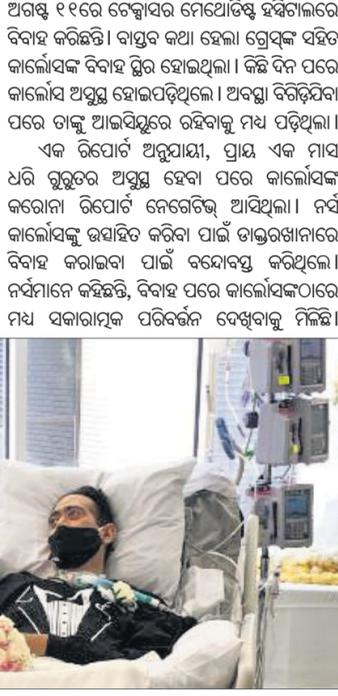 ଅଗଷ୍ଟ ୧୧ରେ ଟେକ୍ସାସର ମେଥୋଡିଷ୍ଟ ହସ୍ପିଟାଲରେ
ବିବାହ କରିଛନ୍ତି। ବାସ୍ତବ କଥା ହେଲା ଗ୍ରେସ୍‌ଙ୍କ ସହିତ
କାର୍ଲୋସଙ୍କ ବିବାହ ସ୍ଥିର ହୋଇଥିଲା। କିଛି ଦିନ ପରେ
କାର୍ଲୋସ ଅସୁସ୍ଥ ହୋଇପଡ଼ିଥିଲେ। ଅବସ୍ଥା ବିଗିଡ଼ିଯିବା
ପରେ ତାଙ୍କୁ ଆଇସିୟୁରେ ରହିବାକୁ ମଧ୍ୟ ପଡ଼ିଥିଲା।
ଏକ ରିପୋର୍ଟ ଅନୁଯାୟୀ, ପ୍ରାୟ ଏକ ମାସ
ଧରି ଗୁରୁତର ଅସୁସ୍ଥ ହେବା ପରେ କାର୍ଲୋସଙ୍କ
କରୋନା ରିପୋର୍ଟ ନେଗେଟିଭ୍ ଆସିଥିଲା। ନର୍ସ
କାର୍ଲୋସଙ୍କୁ ଉତ୍ସାହିତ କରିବା ପାଇଁ ଡାକ୍ତରଖାନାରେ
ବିବାହ କରାଇବା ପାଇଁ ବନ୍ଦୋବସ୍ତ କରିଥିଲେ।
ନର୍ସମାନେ କହିଛନ୍ତି, ବିବାହ ପରେ କାର୍ଲୋସଙ୍କଠାରେ
ମଧ୍ୟ ସକାରାତ୍ମକ ପରିବର୍ତ୍ତନ ଦେଖିବାକୁ ମିଳିଛି।